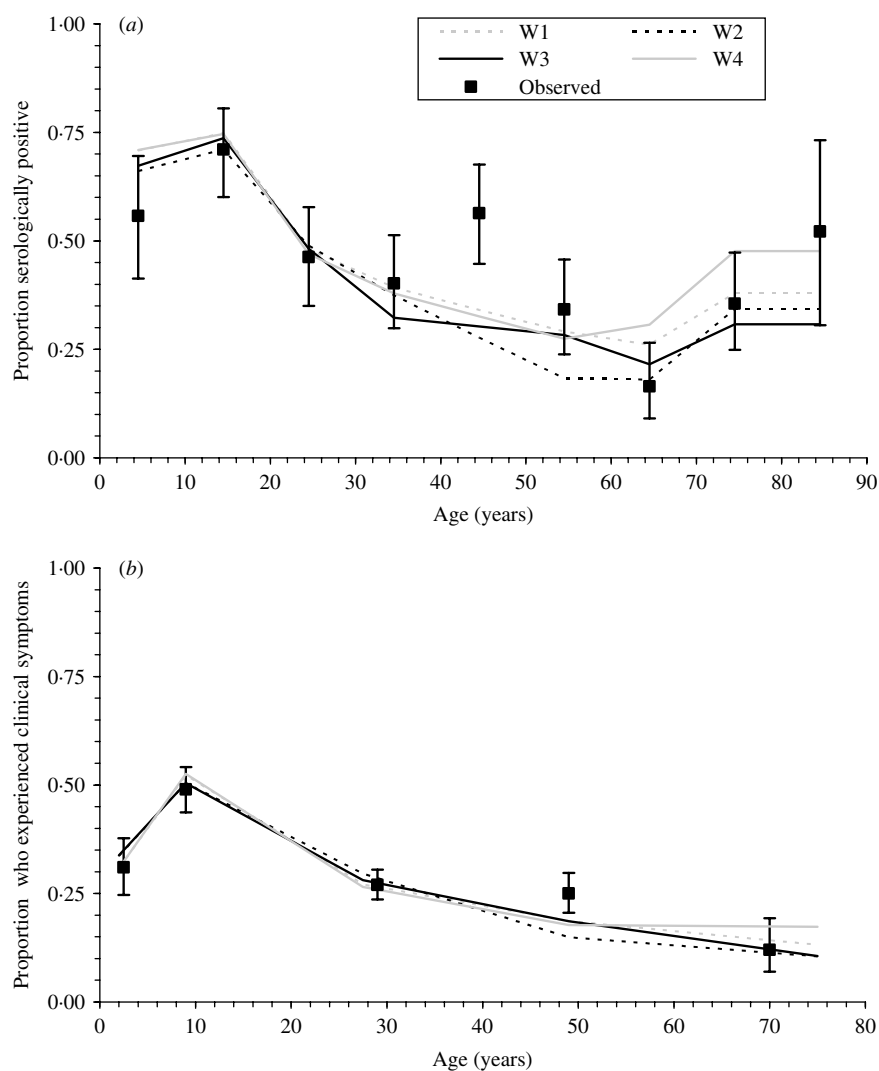 (a)
W1 W2
W3 W4
Observed
Proportion serologically positive
1·00
0·75
0·50
0·25
0·00
0 10 20 30 40 50 60 70 80 90
Age (years)
(b)
Proportion who experienced clinical symptoms
1·00
0·75
0·50
0·25
0·00
0 10 20 30 40 50 60 70 80
Age (years)